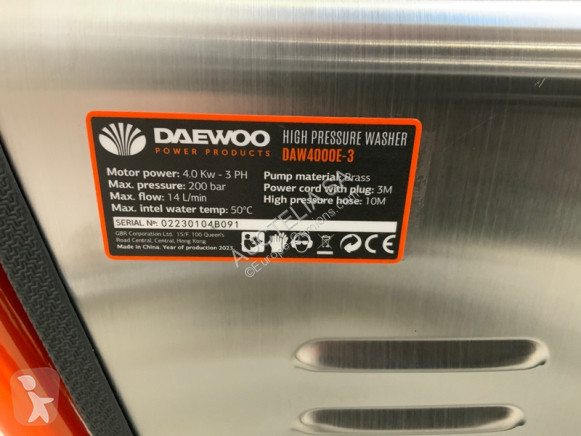 DAEWOO
POWER PRODUCTS
HIGH PRESSURE WASHER
DAW4000E-3
Motor power: 4.0 Kw - 3 PH
Max. pressure: 200 bar
Max. flow: 14 L/min
Max. intel water temp: 50°C
Pump material: Brass
Power cord with plug: 3M
High pressure hose: 10M
SERIAL Nº: 02230104B091
GBR Corporation Ltd. 15/F. 100 Queen's
Road Central, Central, Hong Kong
Made in China. Year of production 2023
CE